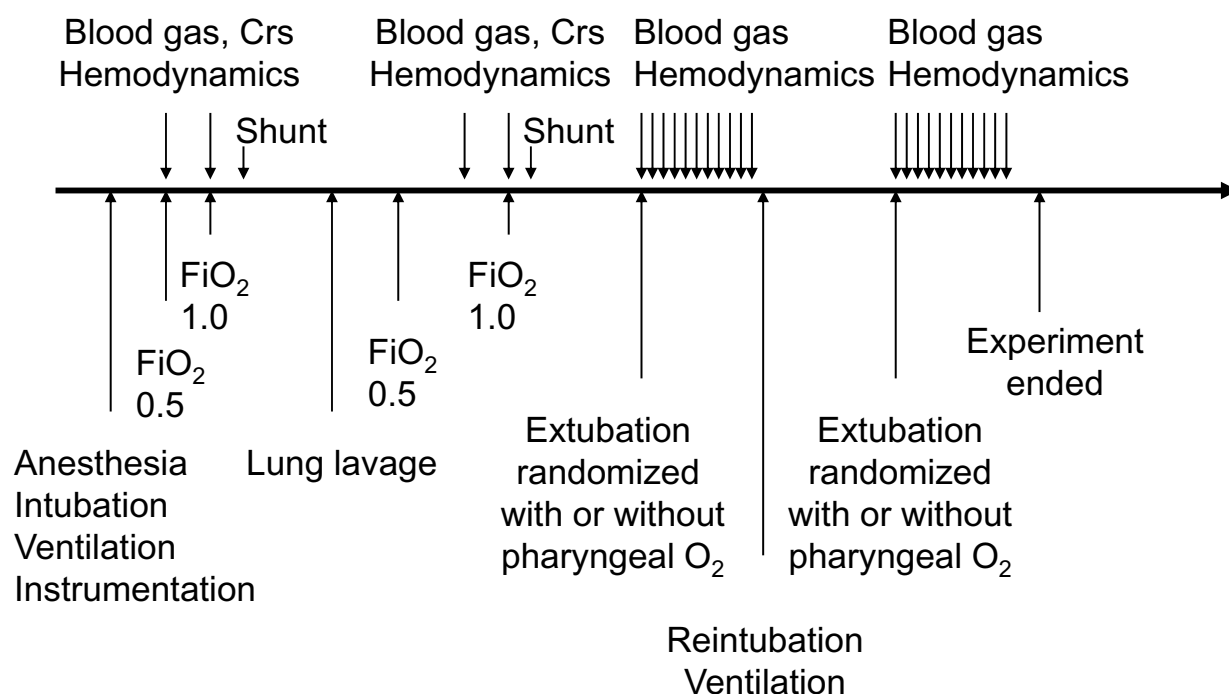 Blood gas, Crs
Hemodynamics
Blood gas, Crs
Hemodynamics
Blood gas
Hemodynamics
Blood gas
Hemodynamics
Shunt
Shunt
FiO₂
1.0
FiO₂
0.5
FiO₂
1.0
FiO₂
0.5
Experiment
ended
Anesthesia
Intubation
Ventilation
Instrumentation
Lung lavage
Extubation
randomized
with or without
pharyngeal O₂
Extubation
randomized
with or without
pharyngeal O₂
Reintubation
Ventilation